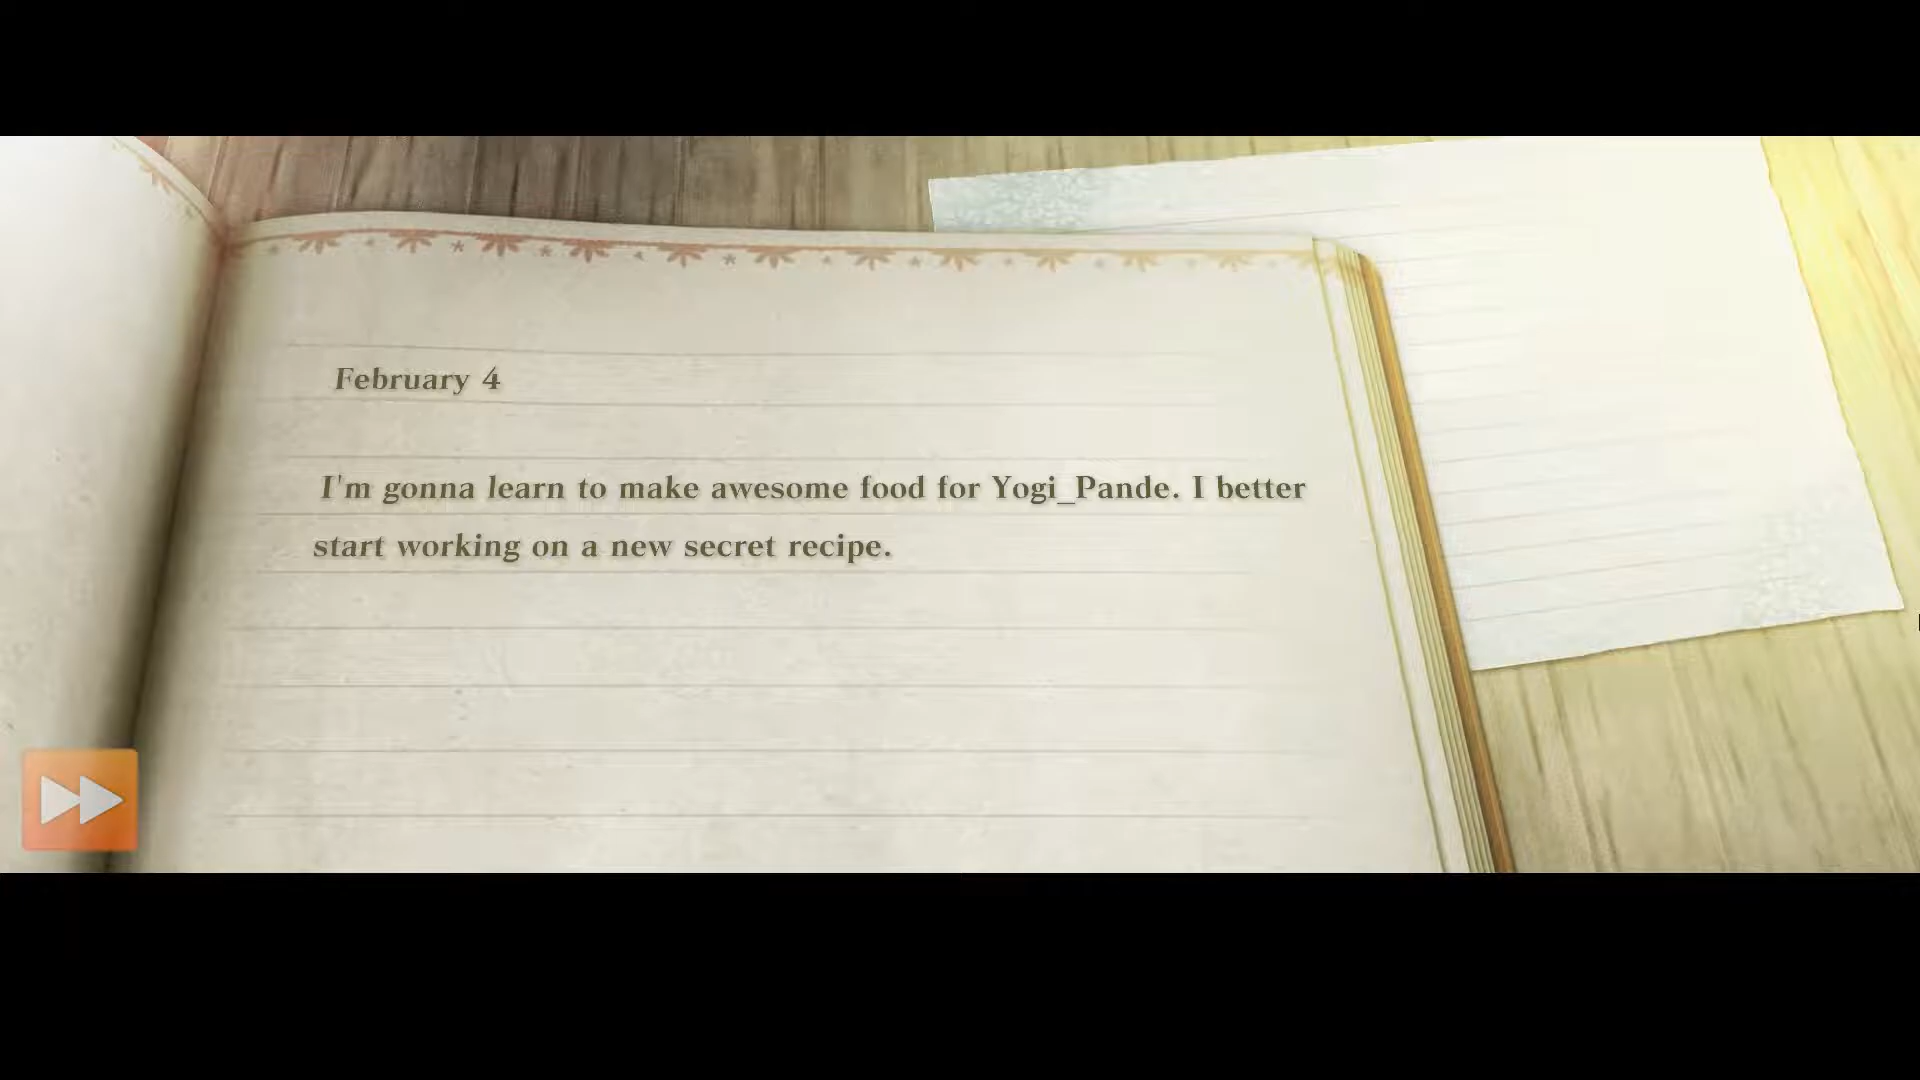 February 4
I'm gonna learn to make awesome food for Yogi_Pande. I better
start working on a new secret recipe.